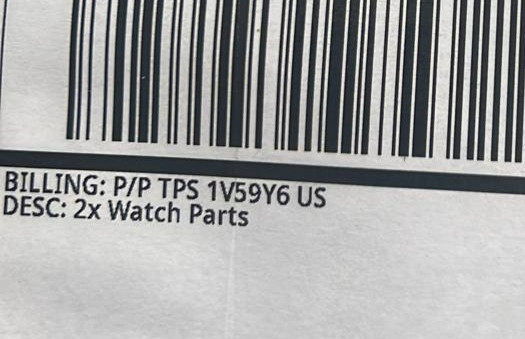 BILLING: P/P TPS 1V59Y6 US
DESC: 2x Watch Parts